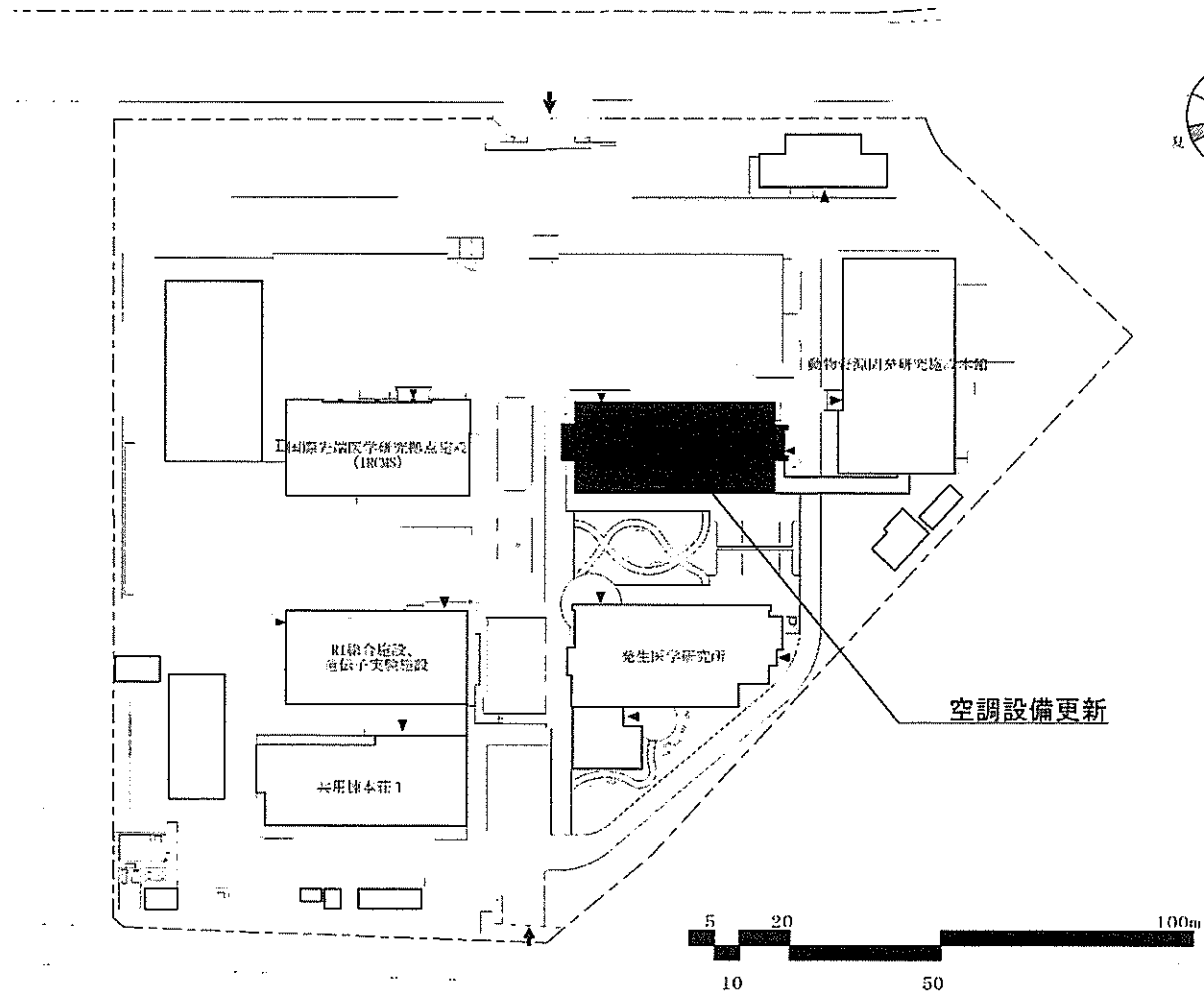 夏
動物資源開発研究施設本館
国際先端医学研究拠点施設
(IRCMS)
RI総合施設、
遺伝子実験施設
発生医学研究所
空調設備更新
共用棟本荘1
5 20 100m
10 50